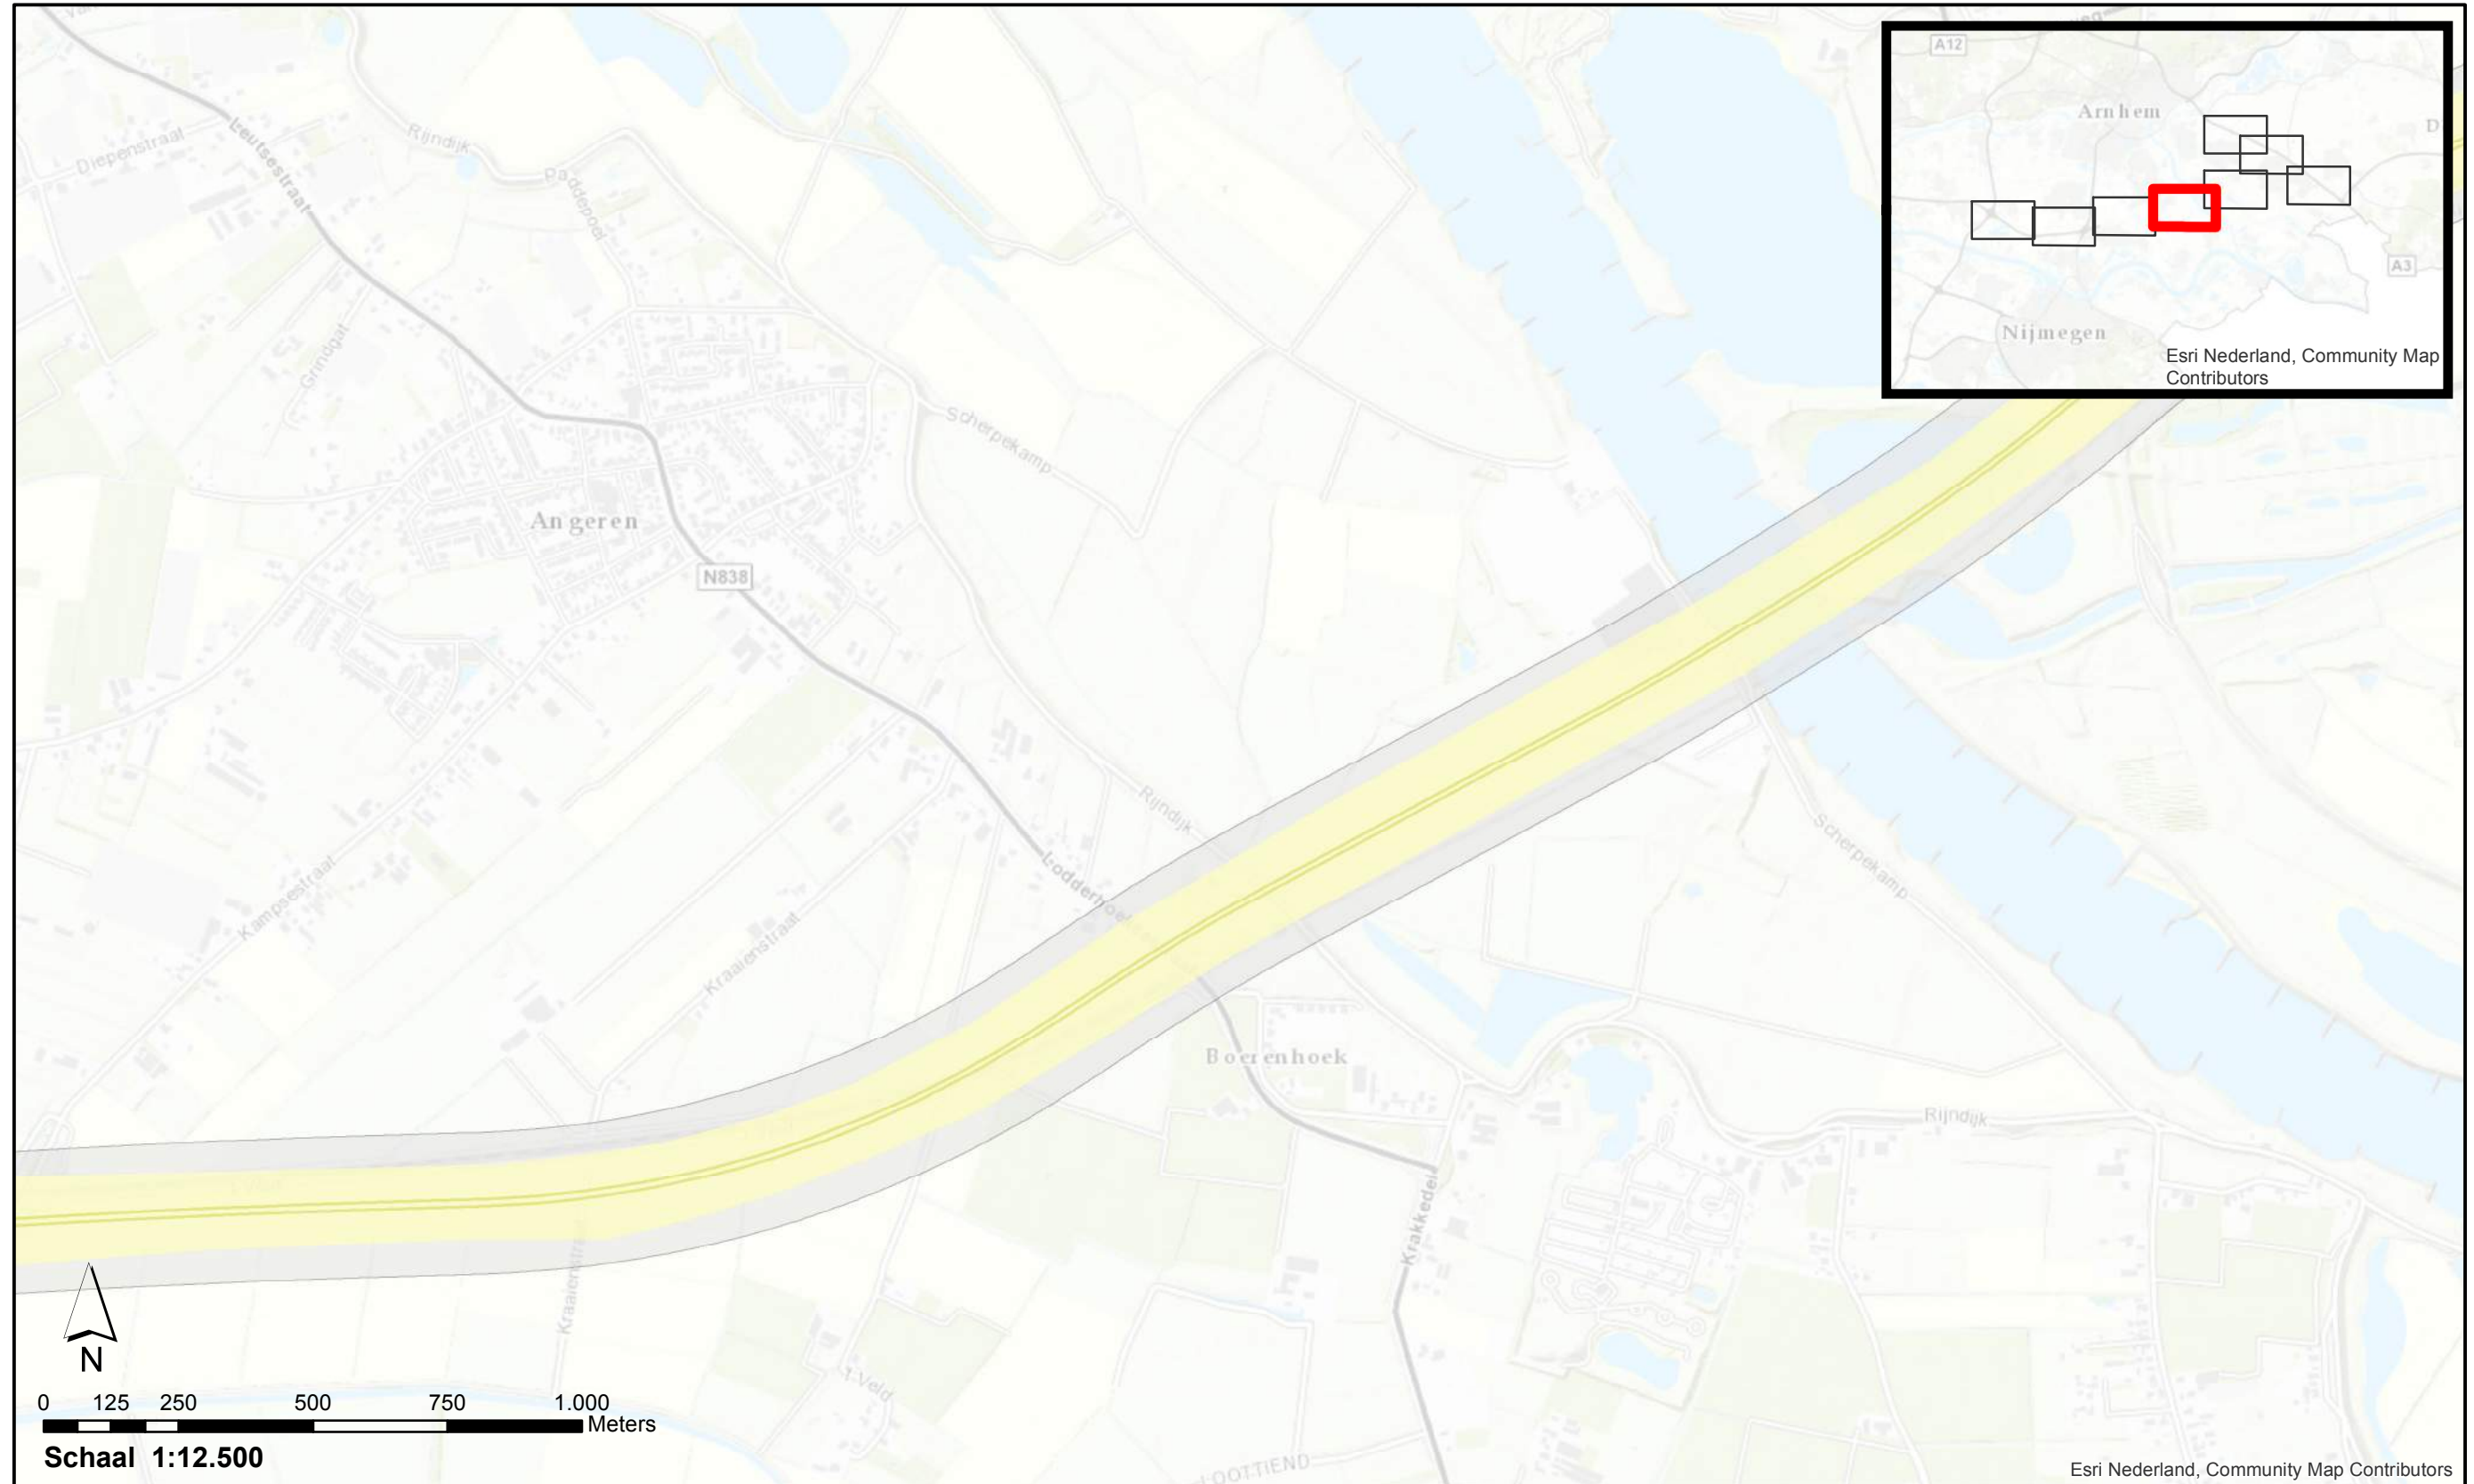 A12
Arnhem
D
A3
Nijmegen
Esri Nederland, Community Map
Contributors
Diepenstraat
Leutsestraat
Rijndijk
Paddepoel
Grindgat
Scherpekamp
Angeren
N838
Rijndijk
Scherpekamp
Kampsestraat
Kraaienstraat
Boerenhoek
Rijndijk
Krakkedel
't Veld
N
0 125 250 500 750 1.000
Meters
Schaal 1:12.500
Esri Nederland, Community Map Contributors